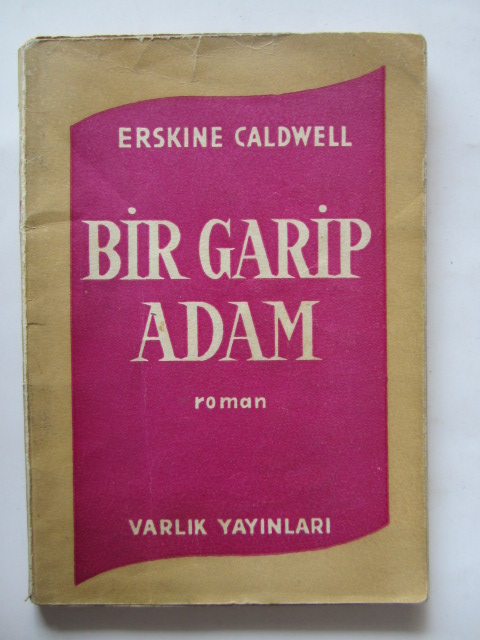 ERSKINE CALDWELL
BİR GARİP
ADAM
roman
VARLIK YAYINLARI